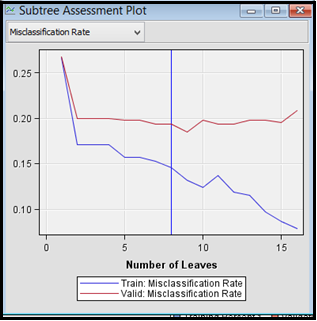 Subtree Assessment Plot
Misclassification Rate
0.25
0.20
0.15
0.10
0 5 10 15
Number of Leaves
Train: Misclassification Rate
Valid: Misclassification Rate